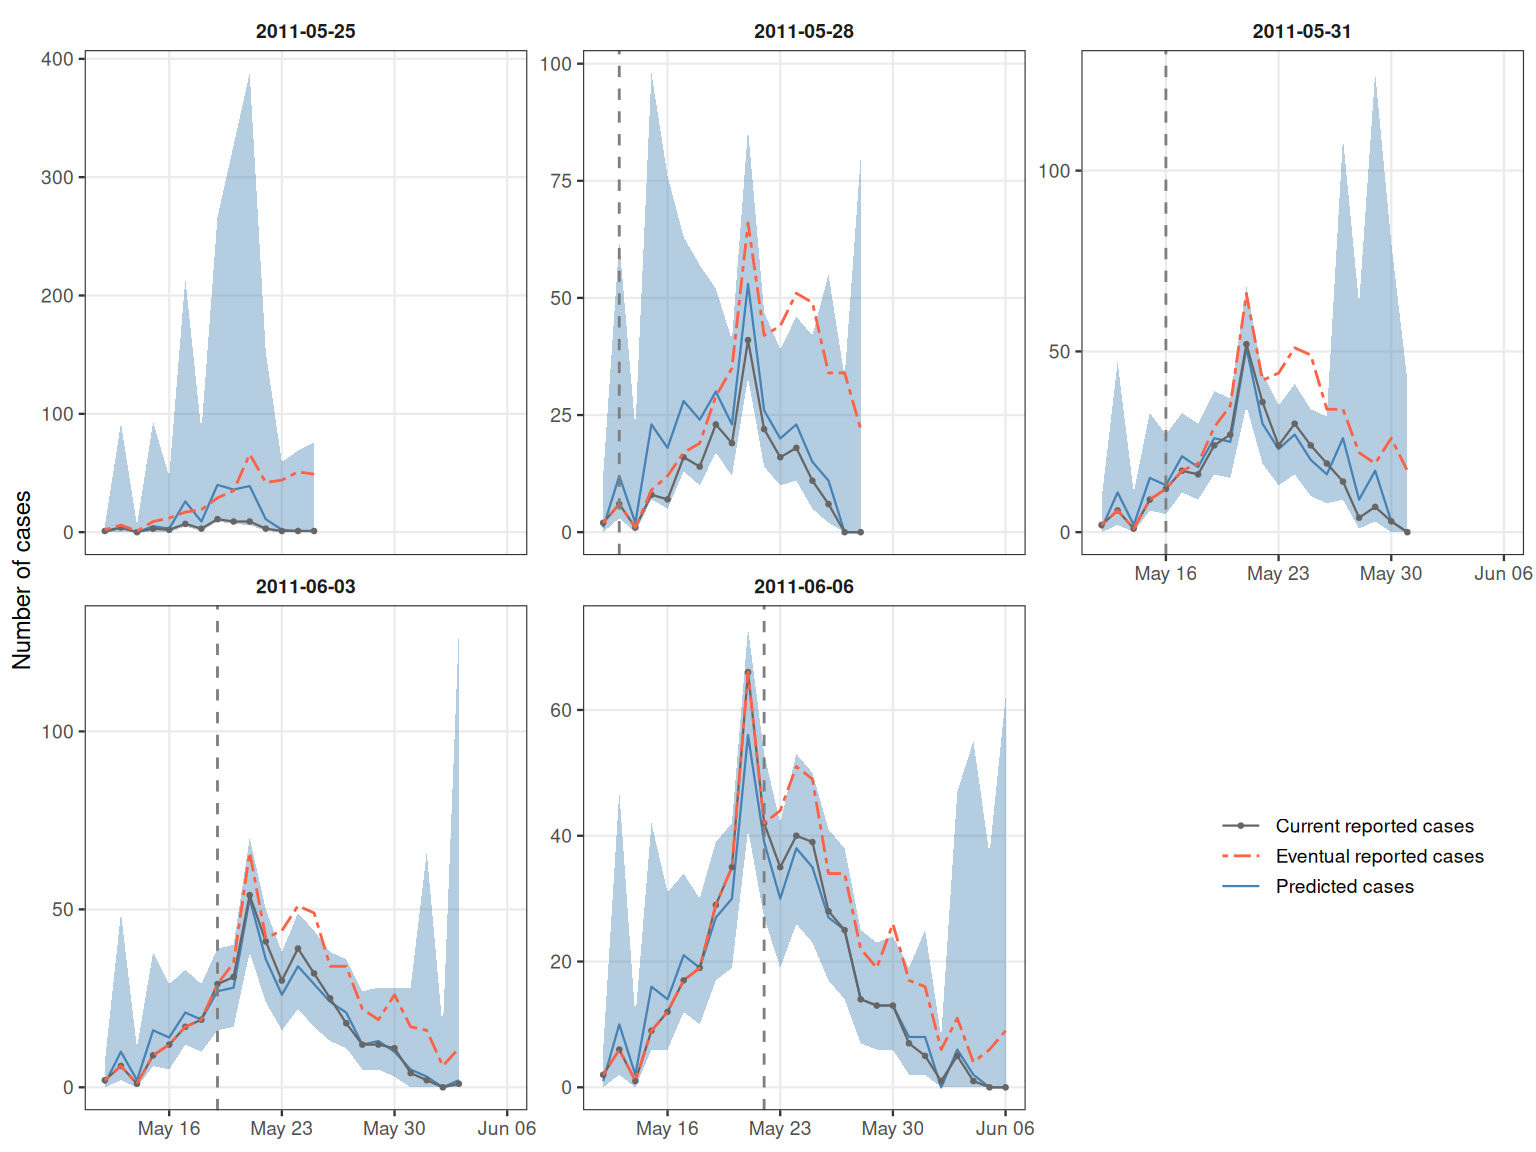 2011-05-25
2011-05-28
2011-05-31
400
300
200
100
0
100
75
50
25
0
100
50
0
May 16
May 23
May 30
Jun 06
Number of cases
2011-06-03
2011-06-06
100
50
0
60
40
20
0
May 16
May 23
May 30
Jun 06
May 16
May 23
May 30
Jun 06
Current reported cases
Eventual reported cases
Predicted cases